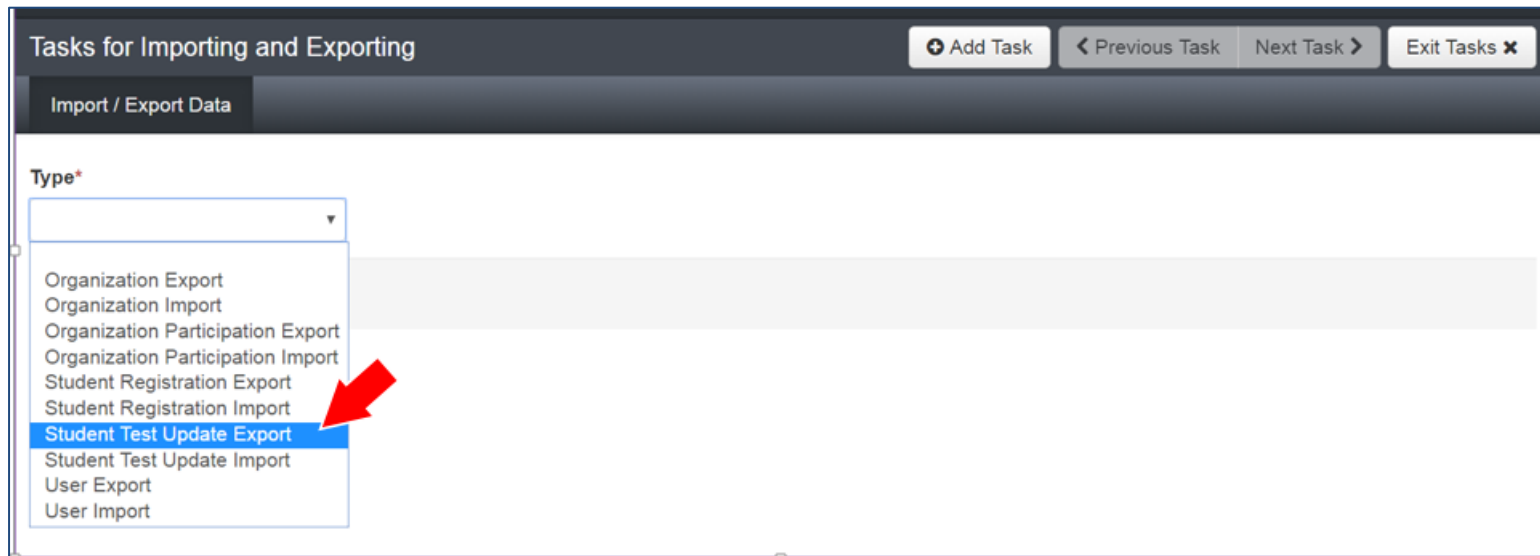 Tasks for Importing and Exporting
Add Task
Previous Task
Next Task
Exit Tasks
Import / Export Data
Type*
Organization Export
Organization Import
Organization Participation Export
Organization Participation Import
Student Registration Export
Student Registration Import
Student Test Update Export
Student Test Update Import
User Export
User Import